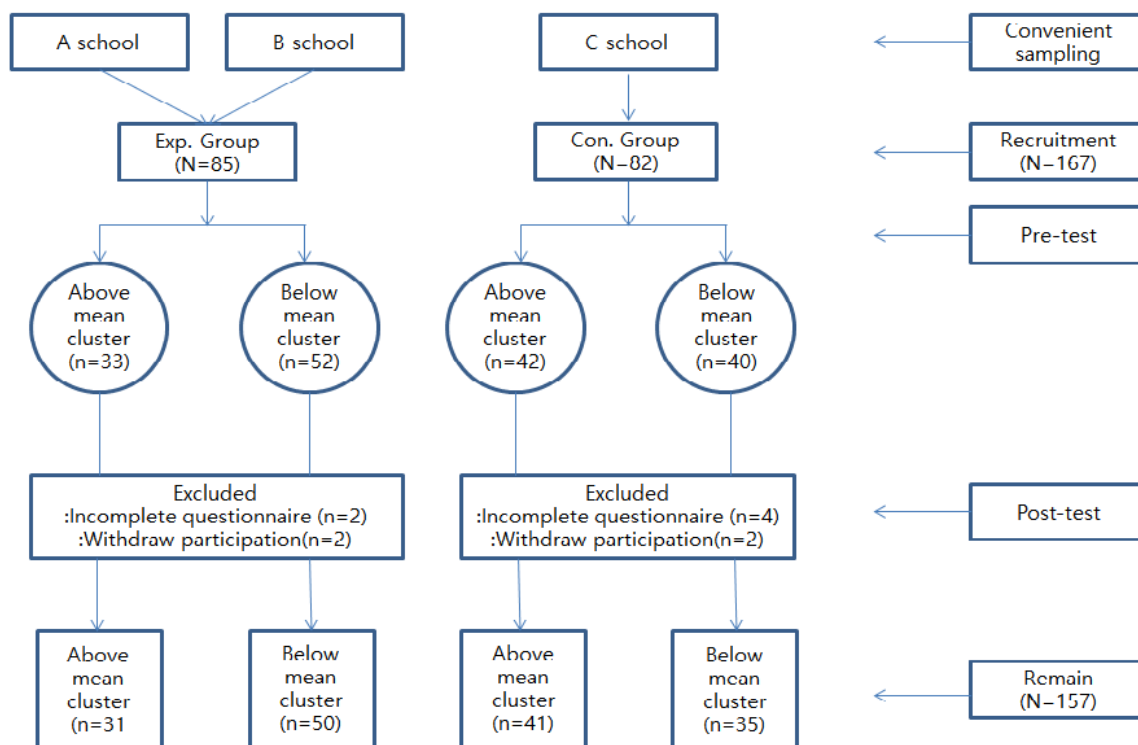 A school
B school
C school
Convenient
sampling
Exp. Group
(N=85)
Con. Group
(N−82)
Recruitment
(N−167)
Pre-test
Above
mean
cluster
(n=33)
Below
mean
cluster
(n=52)
Above
mean
cluster
(n=42)
Below
mean
cluster
(n=40)
Excluded
:Incomplete questionnaire (n=2)
:Withdraw participation(n=2)
Excluded
:Incomplete questionnaire (n=4)
:Withdraw participation(n=2)
Post-test
Above
mean
cluster
(n=31
Below
mean
cluster
(n=50)
Above
mean
cluster
(n=41)
Below
mean
cluster
(n=35)
Remain
(N−157)